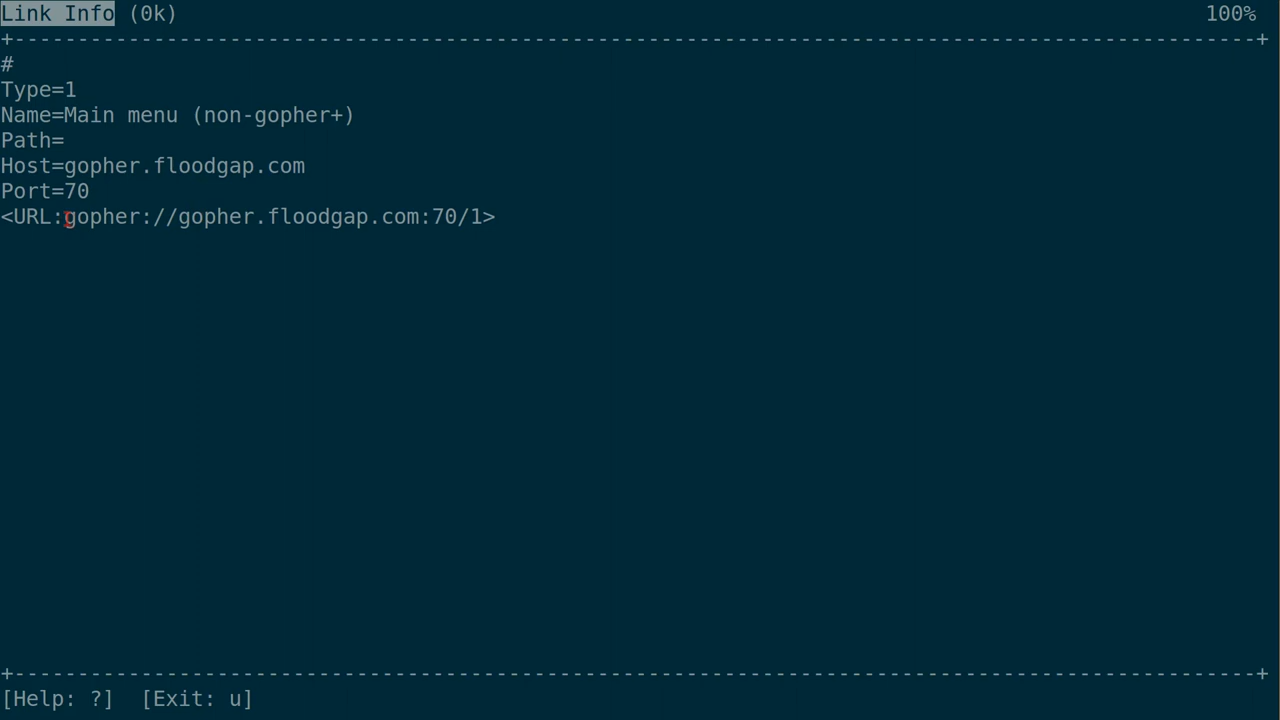 Link Info (0k) 100%
+--------------------------------------------------------------------------------------------------+
#
Type=1
Name=Main menu (non-gopher+)
Path=
Host=gopher.floodgap.com
Port=70
<URL:gopher://gopher.floodgap.com:70/1>
+--------------------------------------------------------------------------------------------------+
[Help: ?]  [Exit: u]